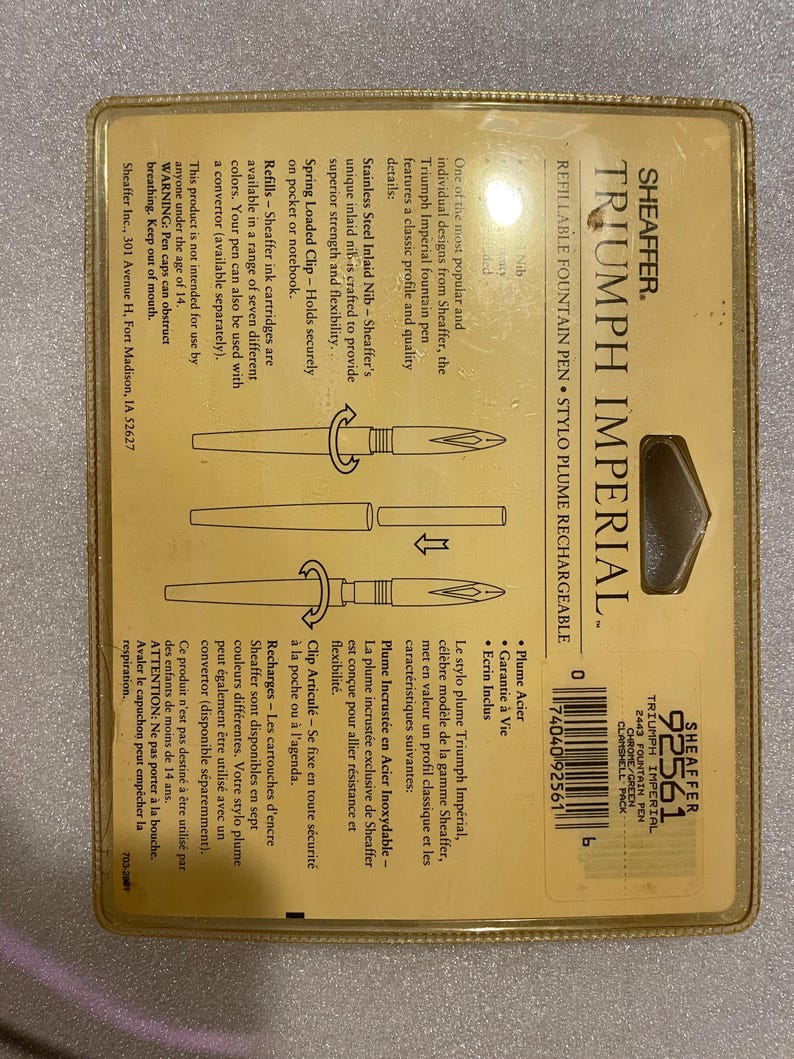 SHEAFFER®
TRIUMPH IMPERIAL™
REFILLABLE FOUNTAIN PEN • STYLO PLUME RECHARGEABLE
SHEAFFER
92561
TRIUMPH IMPERIAL
2443 FOUNTAIN PEN
CHROME/GREEN
CLAMSHELL PACK
0 74040 92561 6
Nib
One of the most popular and
individual designs from Sheaffer, the
Triumph Imperial fountain pen
features a classic profile and quality
details:
Stainless Steel Inlaid Nib – Sheaffer's
unique inlaid nib is crafted to provide
superior strength and flexibility.
Spring Loaded Clip – Holds securely
on pocket or notebook.
Refills – Sheaffer ink cartridges are
available in a range of seven different
colors. Your pen can also be used with
a convertor (available separately).
This product is not intended for use by
anyone under the age of 14.
WARNING: Pen caps can obstruct
breathing. Keep out of mouth.
Sheaffer Inc., 301 Avenue H, Fort Madison, IA 52627
• Plume Acier
• Garantie à Vie
• Ecrin Inclus
Le stylo plume Triumph Impérial,
célèbre modèle de la gamme Sheaffer,
met en valeur un profil classique et les
caractéristiques suivantes:
Plume Incrustée en Acier Inoxydable –
La plume incrustée exclusive de Sheaffer
est conçue pour allier résistance et
flexibilité.
Clip Articulé – Se fixe en toute sécurité
à la poche ou à l'agenda.
Recharges – Les cartouches d'encre
Sheaffer sont disponibles en sept
couleurs différentes. Votre stylo plume
peut également être utilisé avec un
convertor (disponible séparemment).
Ce produit n'est pas destiné à être utilisé par
des enfants de moins de 14 ans.
ATTENTION: Ne pas porter à la bouche.
Avaler le capuchon peut empêcher la
respiration.